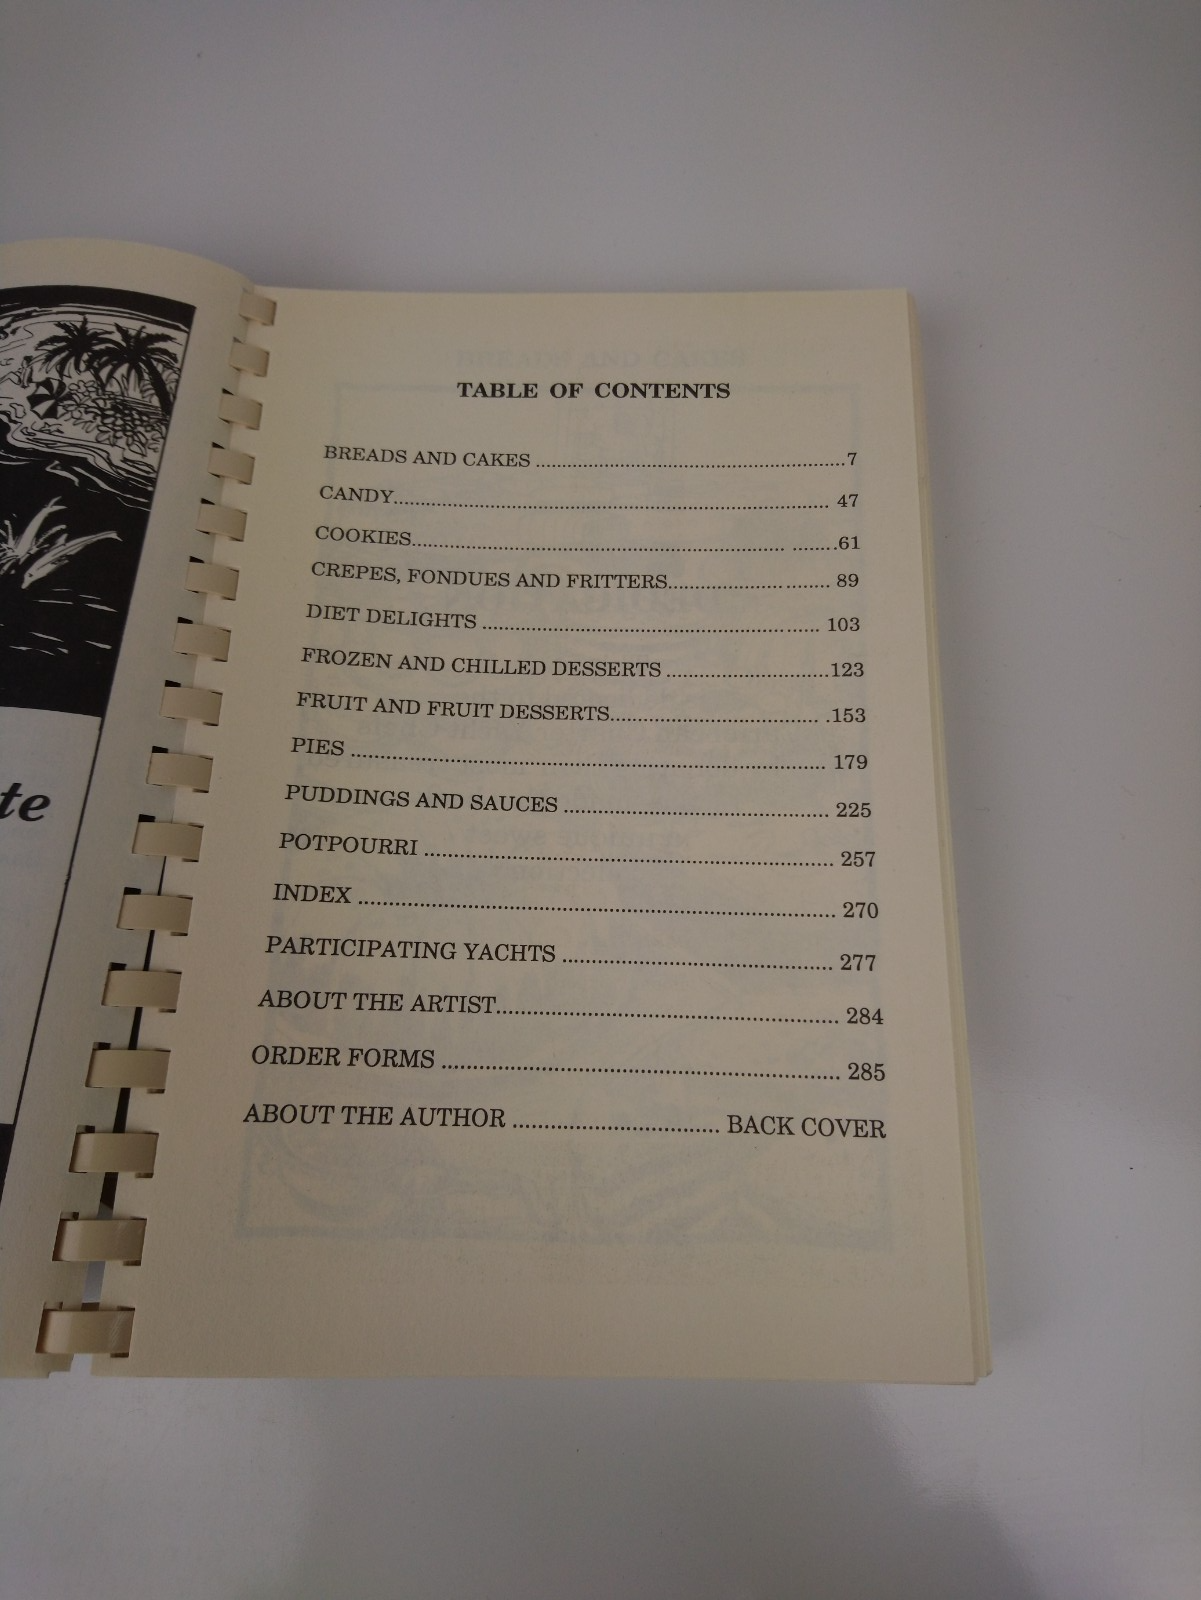 te
TABLE OF CONTENTS
BREADS AND CAKES ..........................................................7
CANDY.................................................................................. 47
COOKIES...................................................................... ........61
CREPES, FONDUES AND FRITTERS...................... ........ 89
DIET DELIGHTS ......................................................... ...... 103
FROZEN AND CHILLED DESSERTS ...............................123
FRUIT AND FRUIT DESSERTS....................................... .153
PIES ......................................................................................... 179
PUDDINGS AND SAUCES .................................................. 225
POTPOURRI ............................................................................ 257
INDEX ........................................................................................ 270
PARTICIPATING YACHTS .................................................. 277
ABOUT THE ARTIST................................................................ 284
ORDER FORMS ........................................................................ 285
ABOUT THE AUTHOR ..................................... BACK COVER